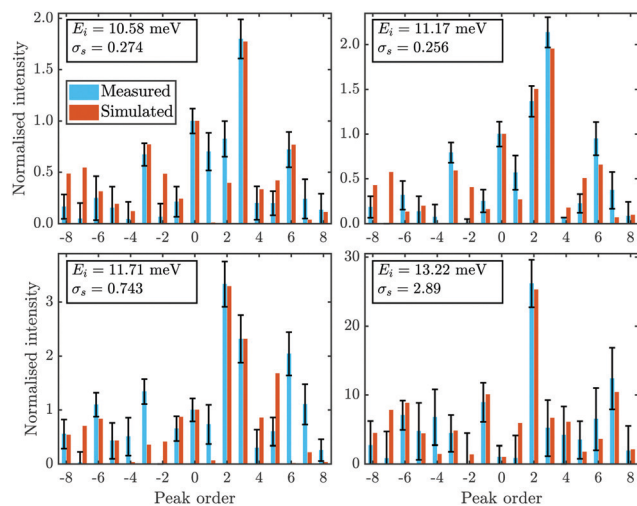 E_i = 10.58 meV
σ_s = 0.274
Measured
Simulated
Normalised intensity
2.0
1.5
1.0
0.5
0.0
-8 -6 -4 -2 0 2 4 6 8
E_i = 11.17 meV
σ_s = 0.256
2.0
1.5
1.0
0.5
0.0
-8 -6 -4 -2 0 2 4 6 8
E_i = 11.71 meV
σ_s = 0.743
Normalised intensity
3
2
1
0
-8 -6 -4 -2 0 2 4 6 8
Peak order
E_i = 13.22 meV
σ_s = 2.89
30
20
10
0
-8 -6 -4 -2 0 2 4 6 8
Peak order